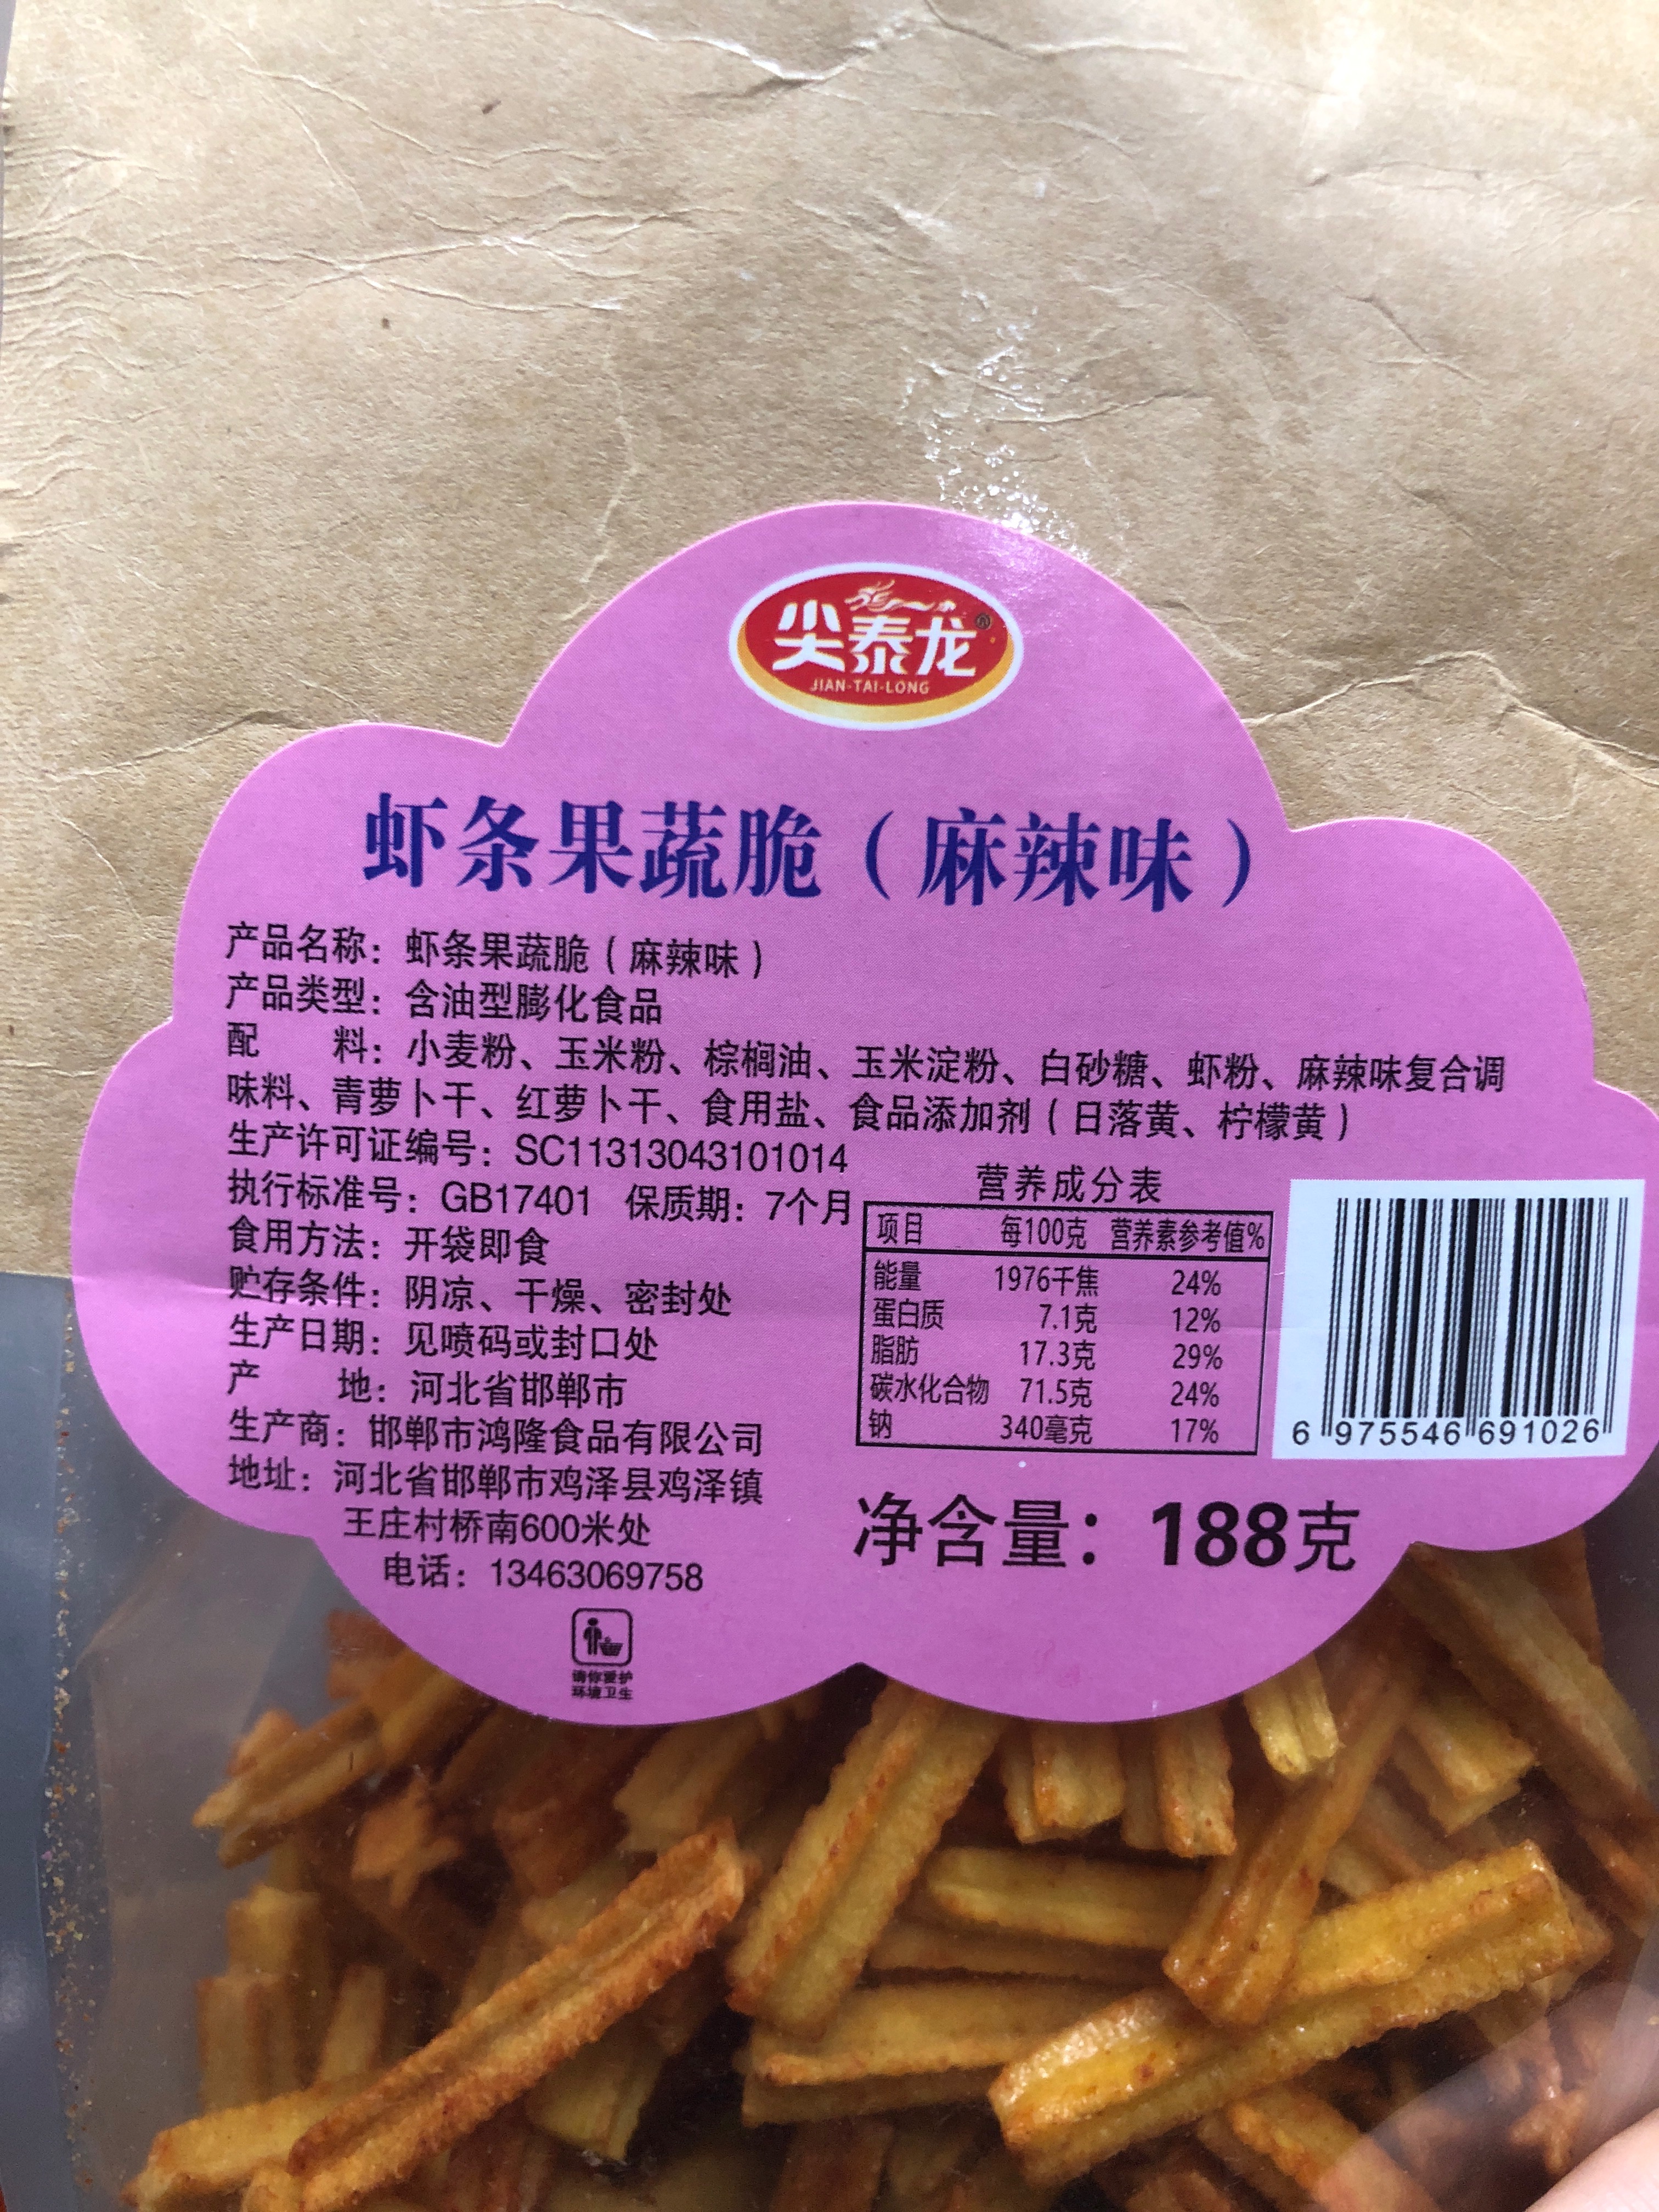 尖泰龙®
JIAN-TAI-LONG
虾条果蔬脆（麻辣味）
产品名称：虾条果蔬脆（麻辣味）
产品类型：含油型膨化食品
配 料：小麦粉、玉米粉、棕榈油、玉米淀粉、白砂糖、虾粉、麻辣味复合调
味料、青萝卜干、红萝卜干、食用盐、食品添加剂（日落黄、柠檬黄）
生产许可证编号：SC11313043101014
执行标准号：GB17401 保质期：7个月
食用方法：开袋即食
贮存条件：阴凉、干燥、密封处
生产日期：见喷码或封口处
产 地：河北省邯郸市
生产商：邯郸市鸿隆食品有限公司
地址：河北省邯郸市鸡泽县鸡泽镇
王庄村桥南600米处
电话：13463069758
请你爱护
环境卫生
营养成分表
项目 每100克 营养素参考值%
能量 1976千焦 24%
蛋白质 7.1克 12%
脂肪 17.3克 29%
碳水化合物 71.5克 24%
钠 340毫克 17%
净含量：188克
6 975546 691026